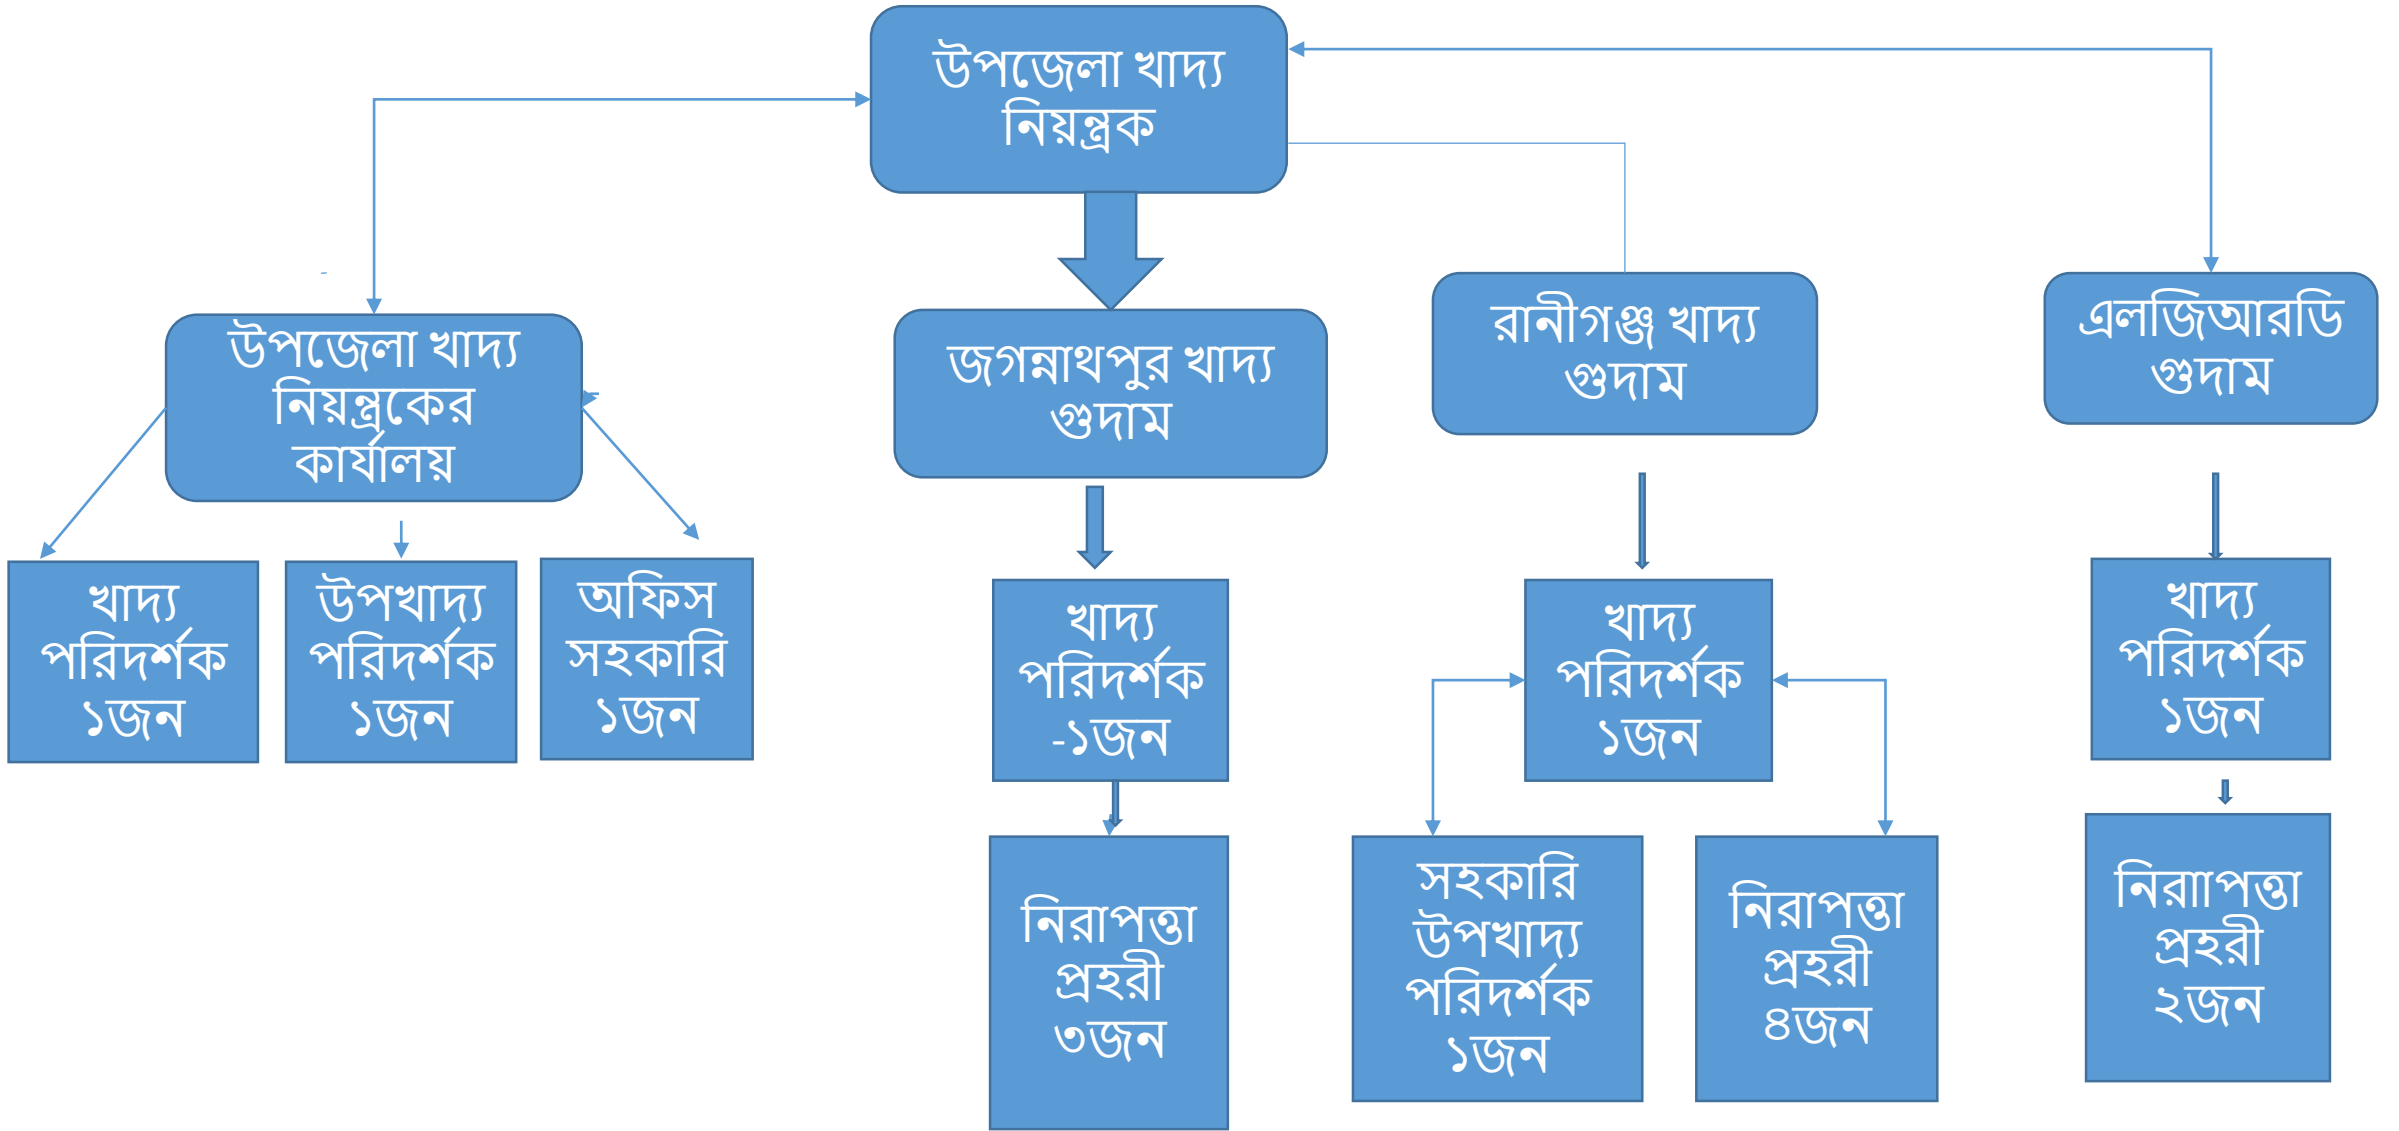 উপজেলা খাদ্য
নিয়ন্ত্রক
উপজেলা খাদ্য
নিয়ন্ত্রকের
কার্যালয়
জগন্নাথপুর খাদ্য
গুদাম
রানীগঞ্জ খাদ্য
গুদাম
এলজিআরডি
গুদাম
খাদ্য
পরিদর্শক
১জন
উপখাদ্য
পরিদর্শক
১জন
অফিস
সহকারি
১জন
খাদ্য
পরিদর্শক
-১জন
খাদ্য
পরিদর্শক
১জন
খাদ্য
পরিদর্শক
১জন
নিরাপত্তা
প্রহরী
৩জন
সহকারি
উপখাদ্য
পরিদর্শক
১জন
নিরাপত্তা
প্রহরী
৪জন
নিরাাপত্তা
প্রহরী
২জন